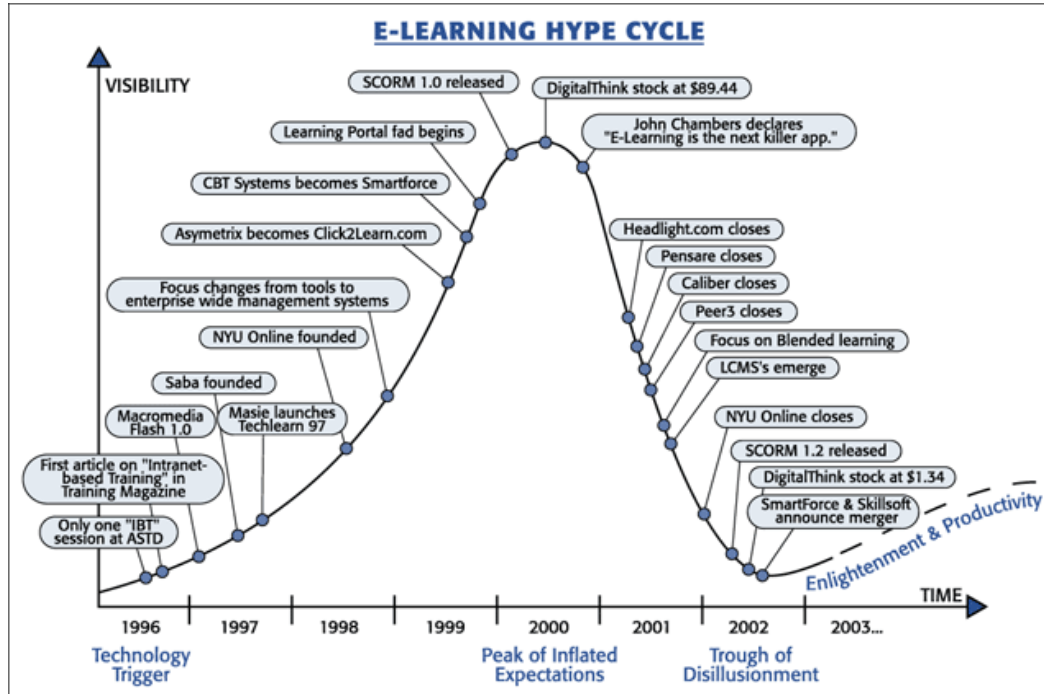 E-LEARNING HYPE CYCLE
VISIBILITY
SCORM 1.0 released
DigitalThink stock at $89.44
Learning Portal fad begins
John Chambers declares
"E-Learning is the next killer app."
CBT Systems becomes Smartforce
Asymetrix becomes Click2Learn.com
Headlight.com closes
Pensare closes
Focus changes from tools to
enterprise wide management systems
Caliber closes
Peer3 closes
NYU Online founded
Focus on Blended learning
LCMS's emerge
Saba founded
Macromedia
Flash 1.0
Masie launches
Techlearn 97
NYU Online closes
First article on "Intranet-
based Training" in
Training Magazine
SCORM 1.2 released
DigitalThink stock at $1.34
Only one "IBT"
session at ASTD
SmartForce & Skillsoft
announce merger
Enlightenment & Productivity
TIME
1996
1997
1998
1999
2000
2001
2002
2003...
Technology
Trigger
Peak of Inflated
Expectations
Trough of
Disillusionment